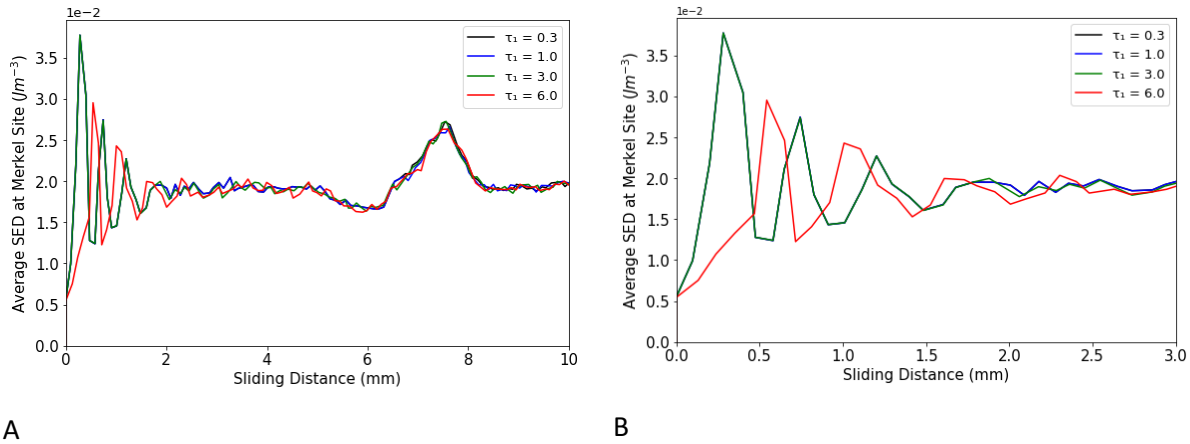 1e−2
3.5
3.0
2.5
2.0
1.5
1.0
0.5
0.0
Average SED at Merkel Site (Jm⁻³)
0 2 4 6 8 10
Sliding Distance (mm)
τ₁ = 0.3
τ₁ = 1.0
τ₁ = 3.0
τ₁ = 6.0
A
1e−2
3.5
3.0
2.5
2.0
1.5
1.0
0.5
0.0
Average SED at Merkel Site (Jm⁻³)
0.0 0.5 1.0 1.5 2.0 2.5 3.0
Sliding Distance (mm)
τ₁ = 0.3
τ₁ = 1.0
τ₁ = 3.0
τ₁ = 6.0
B